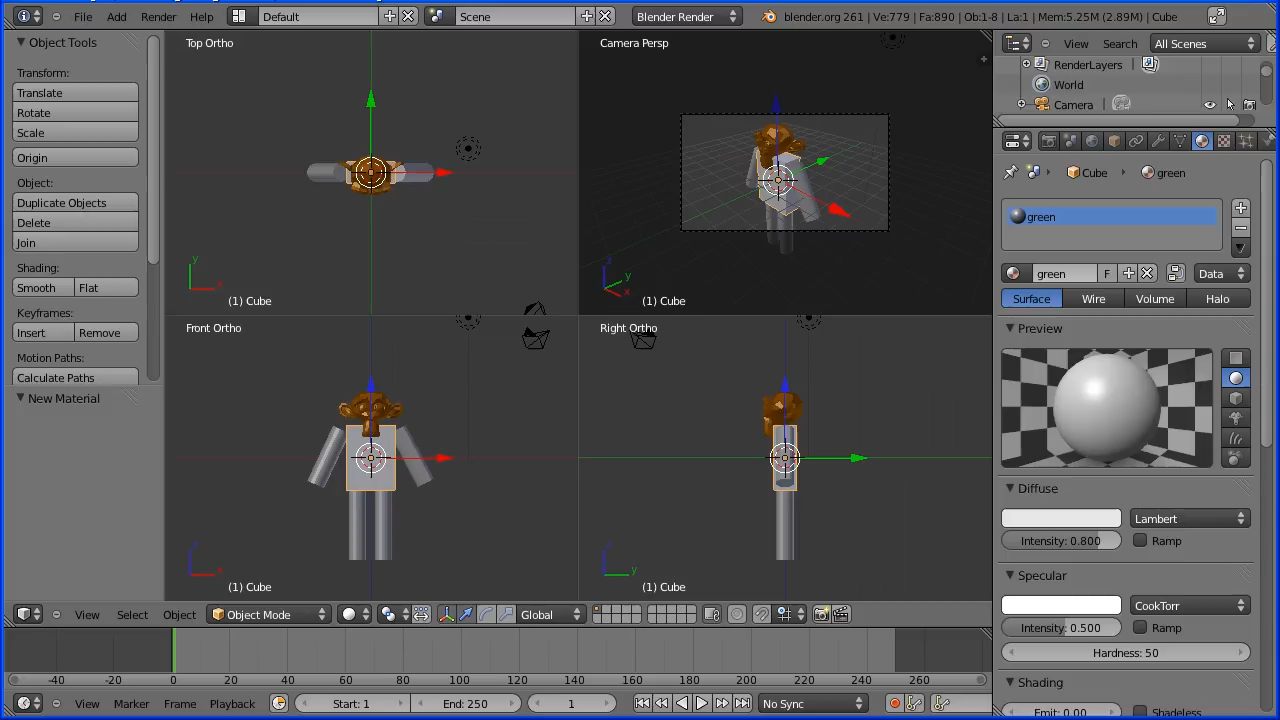 File Add Render Help Default Scene Blender Render blender.org 261 | Ve:779 | Fa:890 | Ob:1-8 | La:1 | Mem:5.25M (2.89M) | Cube
Object Tools
Transform:
Translate
Rotate
Scale
Origin
Object:
Duplicate Objects
Delete
Join
Shading:
Smooth Flat
Keyframes:
Insert Remove
Motion Paths:
Calculate Paths
New Material
Top Ortho
y
x
(1) Cube
Camera Persp
z
y
x
(1) Cube
Front Ortho
z
x
(1) Cube
Right Ortho
z
y
(1) Cube
View Select Object Object Mode Global
-40 -20 0 20 40 60 80 100 120 140 160 180 200 220 240 260
View Marker Frame Playback Start: 1 End: 250 1 No Sync
View Search All Scenes
RenderLayers |
World
Camera |
Cube green
green
green F Data
Surface Wire Volume Halo
Preview
Diffuse
Lambert
Intensity: 0.800 Ramp
Specular
CookTorr
Intensity: 0.500 Ramp
Hardness: 50
Shading
Emit: 0.00 Shadeless